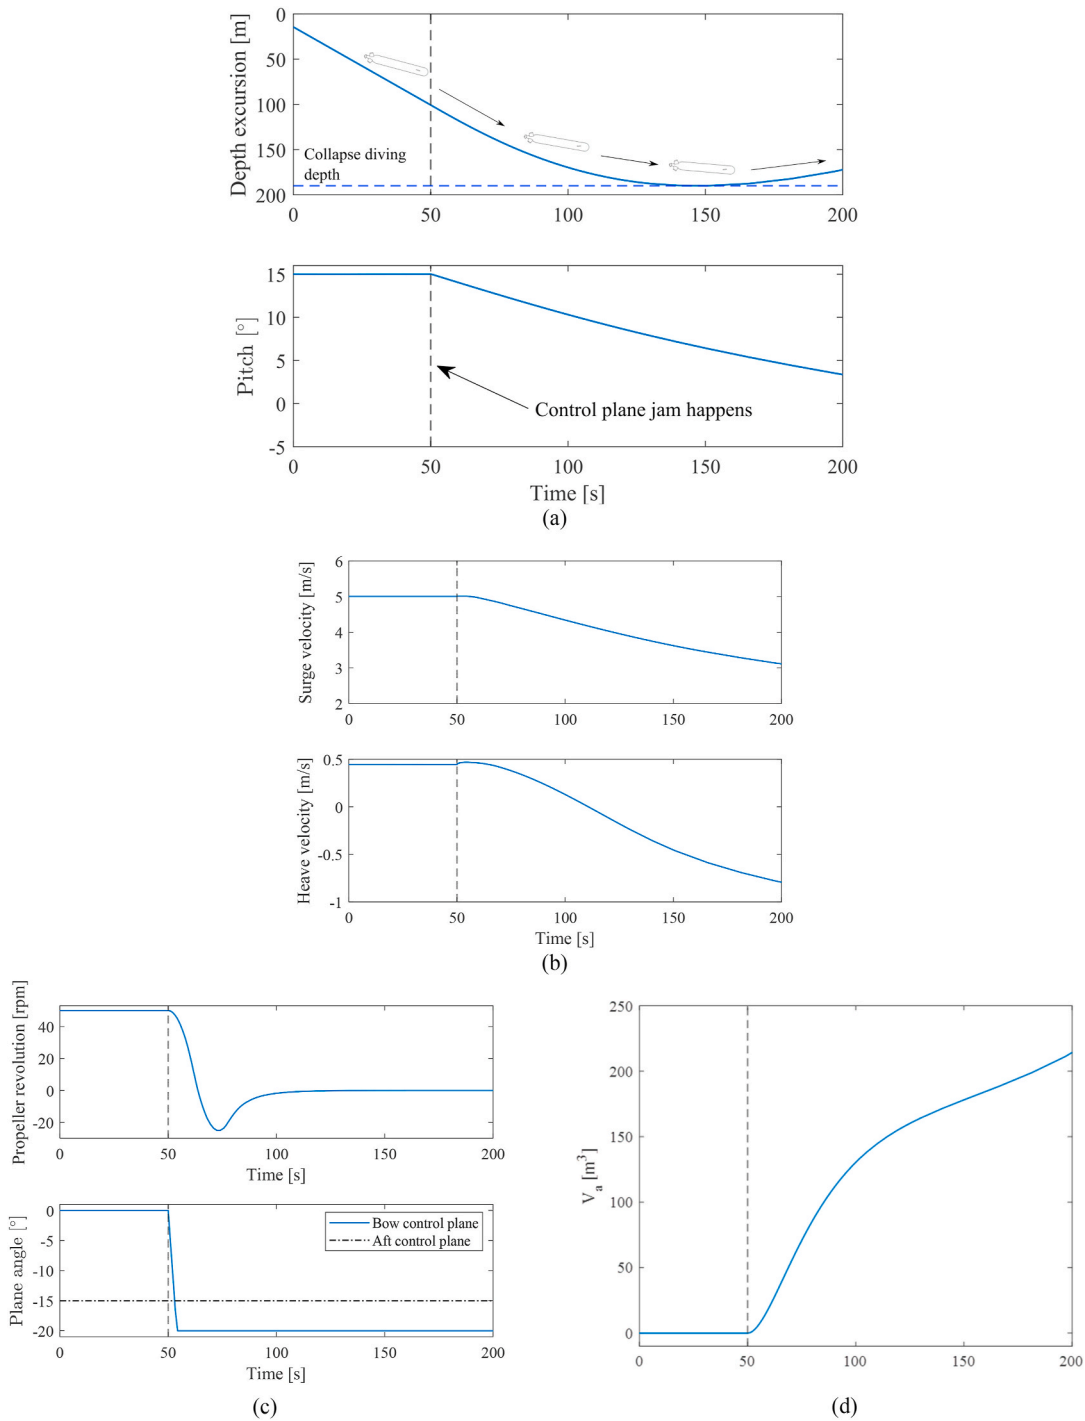 Depth excursion [m]
0
50
100
150
200
Collapse diving
depth
0 50 100 150 200
Pitch [°]
15
10
5
0
-5
Control plane jam happens
0 50 100 150 200
Time [s]
(a)
Surge velocity [m/s]
6
5
4
3
2
0 50 100 150 200
Heave velocity [m/s]
0.5
0
-0.5
-1
0 50 100 150 200
Time [s]
(b)
Propeller revolution [rpm]
40
20
0
-20
0 50 100 150 200
Time [s]
Plane angle [°]
0
-5
-10
-15
-20
Bow control plane
Aft control plane
0 50 100 150 200
Time [s]
(c)
Va [m3]
250
200
150
100
50
0
0 50 100 150 200
(d)